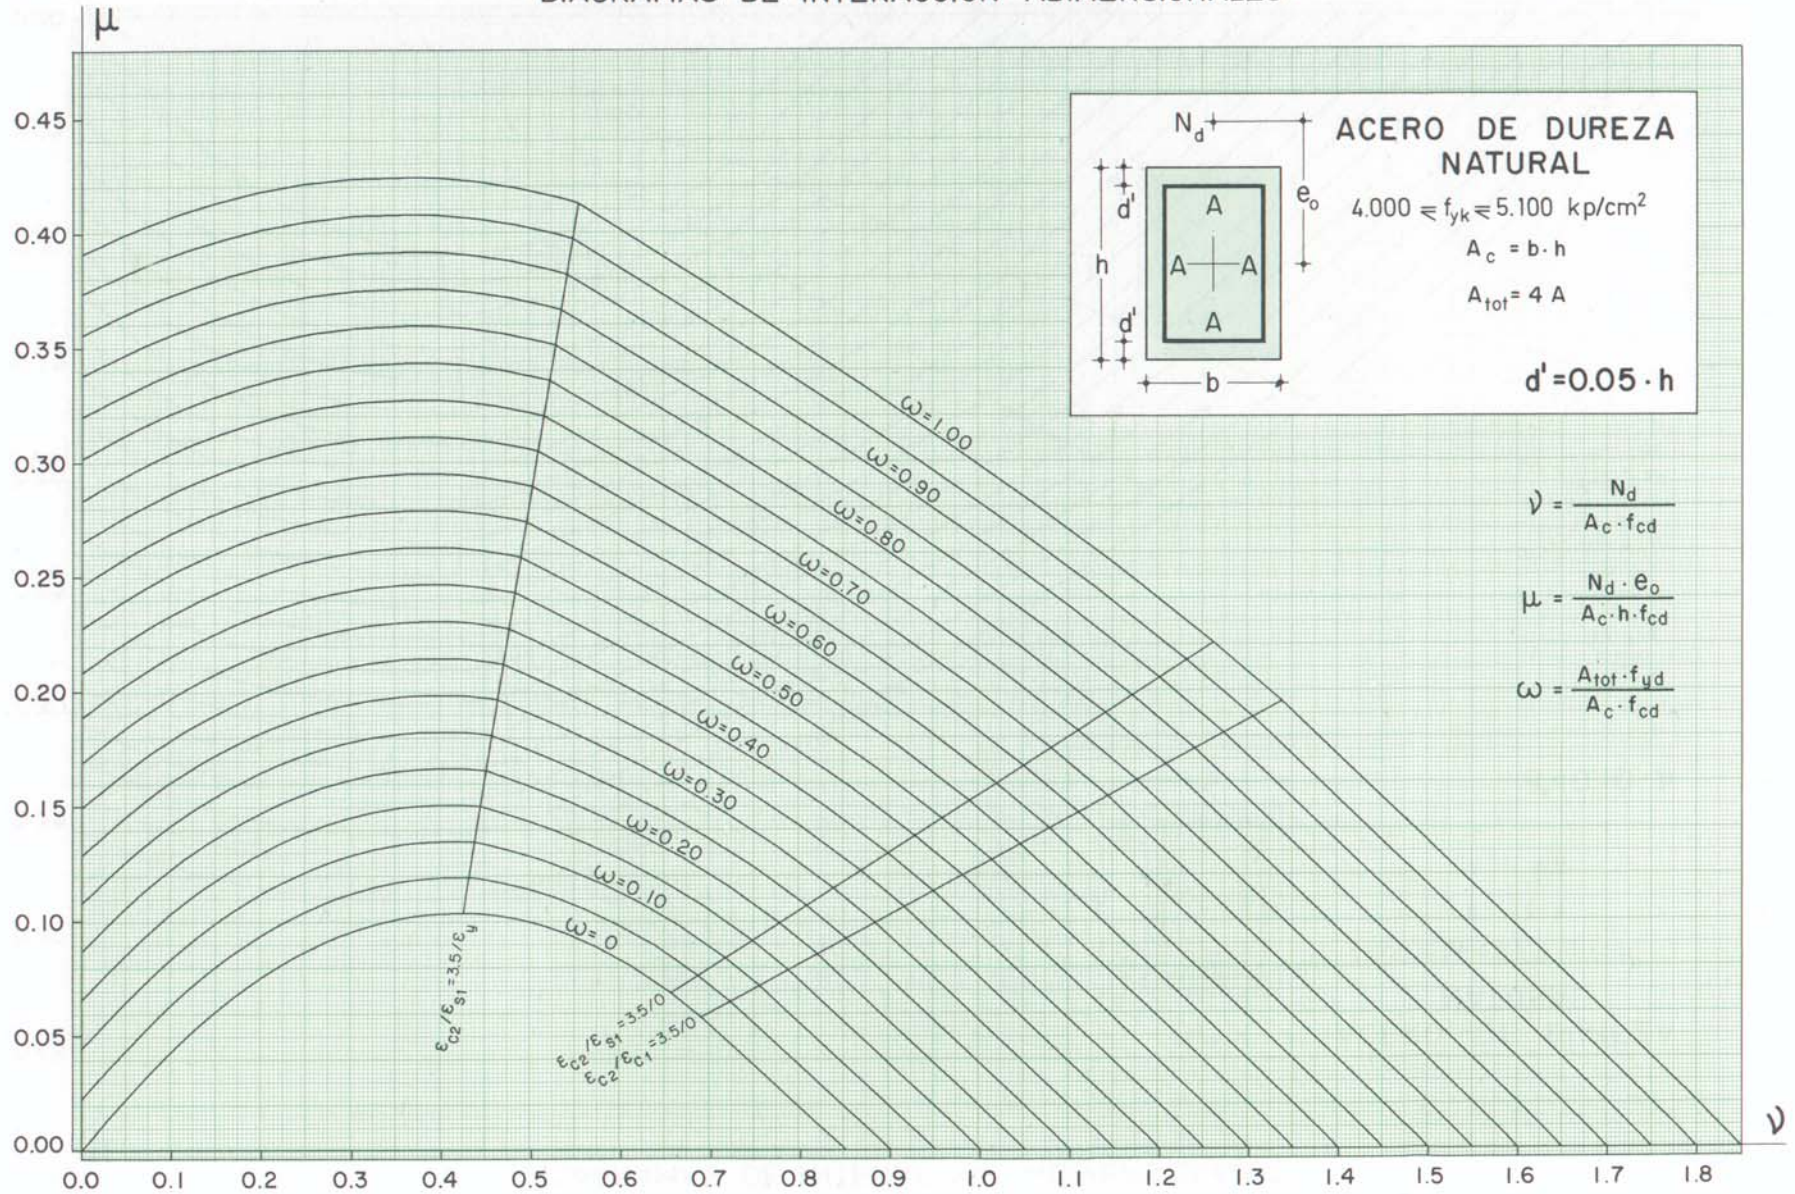 DIAGRAMAS DE INTERACCION ADIMENSIONALES
μ
0.45
0.40
0.35
0.30
0.25
0.20
0.15
0.10
0.05
0.00
0.0 0.1 0.2 0.3 0.4 0.5 0.6 0.7 0.8 0.9 1.0 1.1 1.2 1.3 1.4 1.5 1.6 1.7 1.8
ν
N_d
e_o
d'
h
d'
b
A
A A
A
ACERO DE DUREZA
NATURAL
4.000 ≤ f_yk ≤ 5.100 kp/cm²
A_c = b·h
A_tot = 4 A
d'=0.05·h
ν = N_d / A_c·f_cd
μ = N_d·e_o / A_c·h·f_cd
ω = A_tot·f_yd / A_c·f_cd
ω=1.00
ω=0.90
ω=0.80
ω=0.70
ω=0.60
ω=0.50
ω=0.40
ω=0.30
ω=0.20
ω=0.10
ω= 0
ε_C2/ε_S1=3.5/ε_y
ε_C2/ε_S1=3.5/0
ε_C2/ε_C1=3.5/0